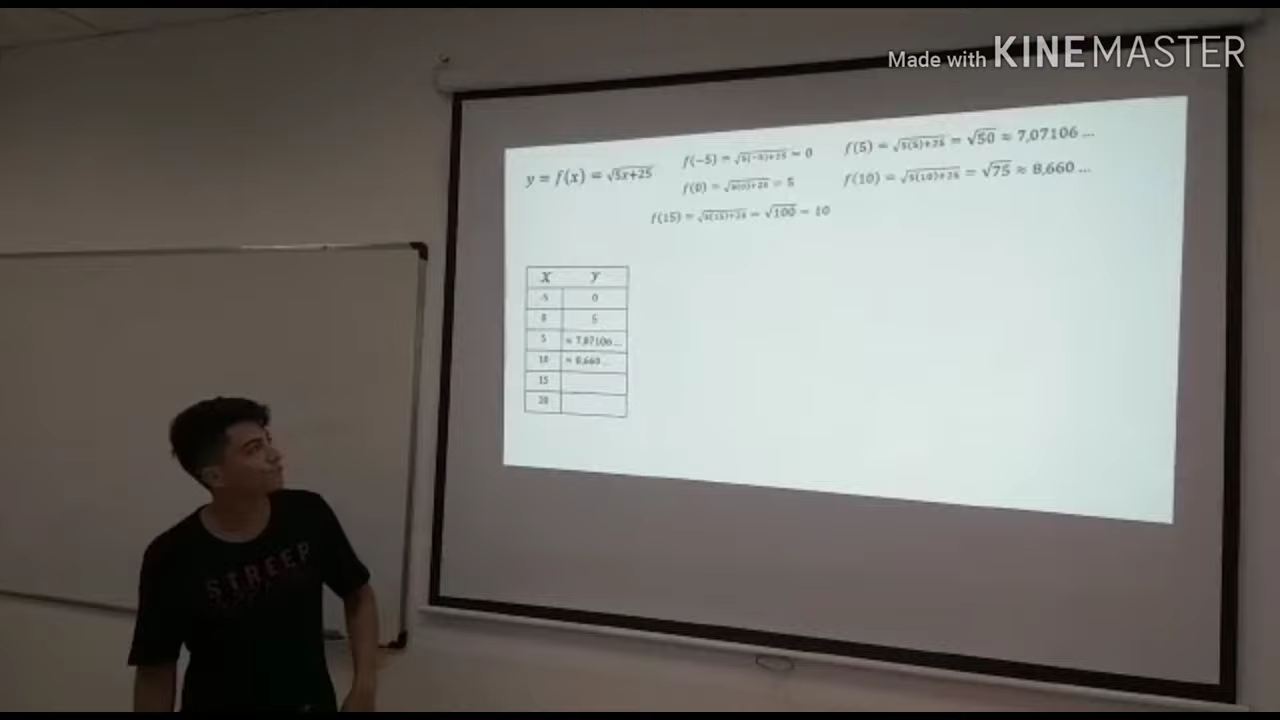 Made with KINEMASTER
y = f(x) = √5x+25
f(−5) = √5(−5)+25 = 0
f(5) = √5(5)+25 = √50 ≈ 7,07106 ...
f(0) = √5(0)+25 = 5
f(10) = √5(10)+25 = √75 ≈ 8,660 ...
f(15) = √5(15)+25 = √100 = 10
X y
-5 0
0 5
5 ≈ 7,07106 ...
10 ≈ 8,660 ...
15
20
STREEP